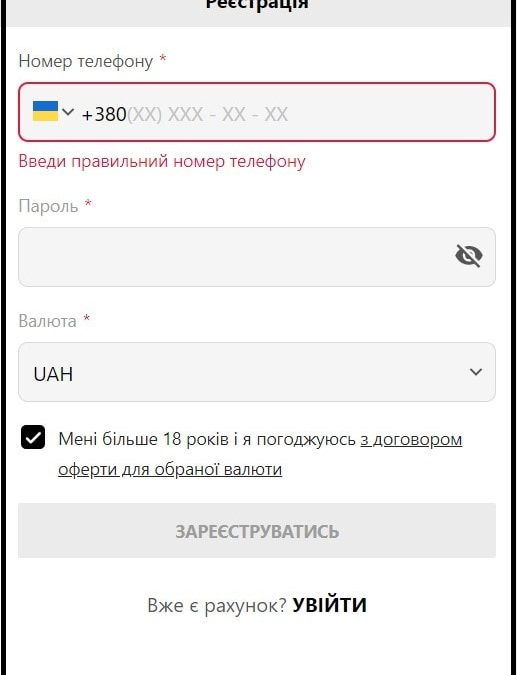 Реєстрація
Номер телефону *
+380(XX) XXX - XX - XX
Введи правильний номер телефону
Пароль *
Валюта *
UAH
Мені більше 18 років і я погоджуюсь з договором
оферти для обраної валюти
ЗАРЕЄСТРУВАТИСЬ
Вже є рахунок? УВІЙТИ